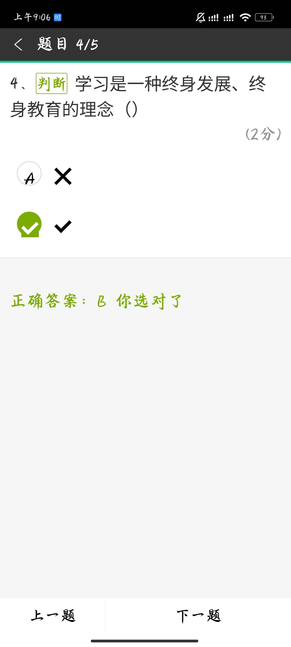 上午9:06
93
题目 4/5
4、判断 学习是一种终身发展、终
身教育的理念（）
(2分)
A
正确答案：B 你选对了
上一题 下一题